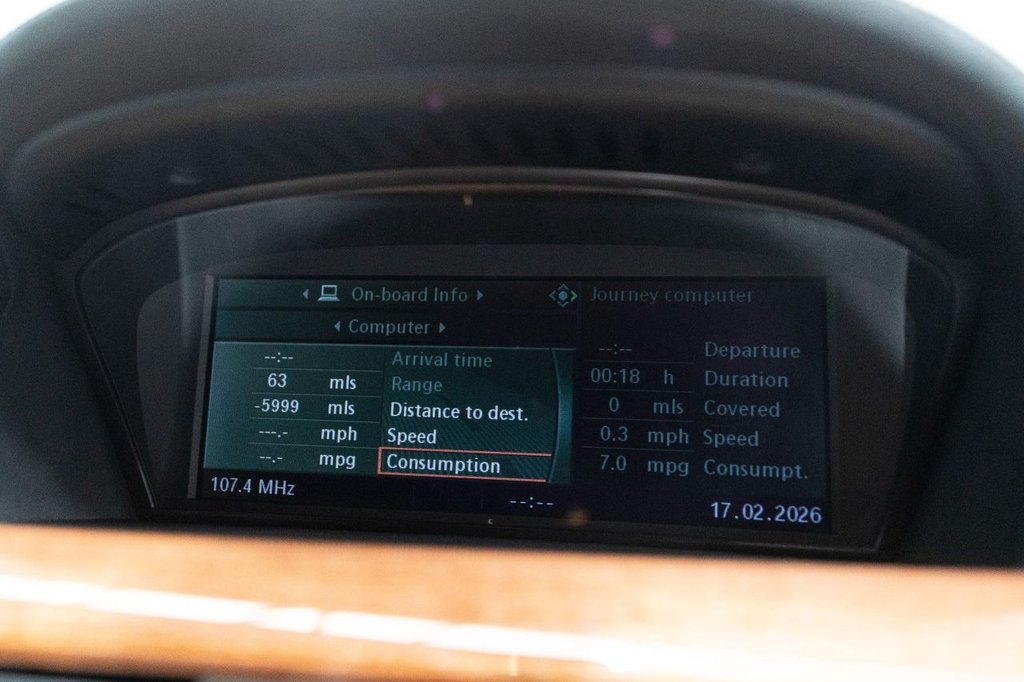 On-board Info
Journey computer
Computer
--:-- Arrival time
63 mls Range
-5999 mls Distance to dest.
---.- mph Speed
--.- mpg Consumption
--:-- Departure
00:18 h Duration
0 mls Covered
0.3 mph Speed
7.0 mpg Consumpt.
107.4 MHz
--:--
17.02.2026